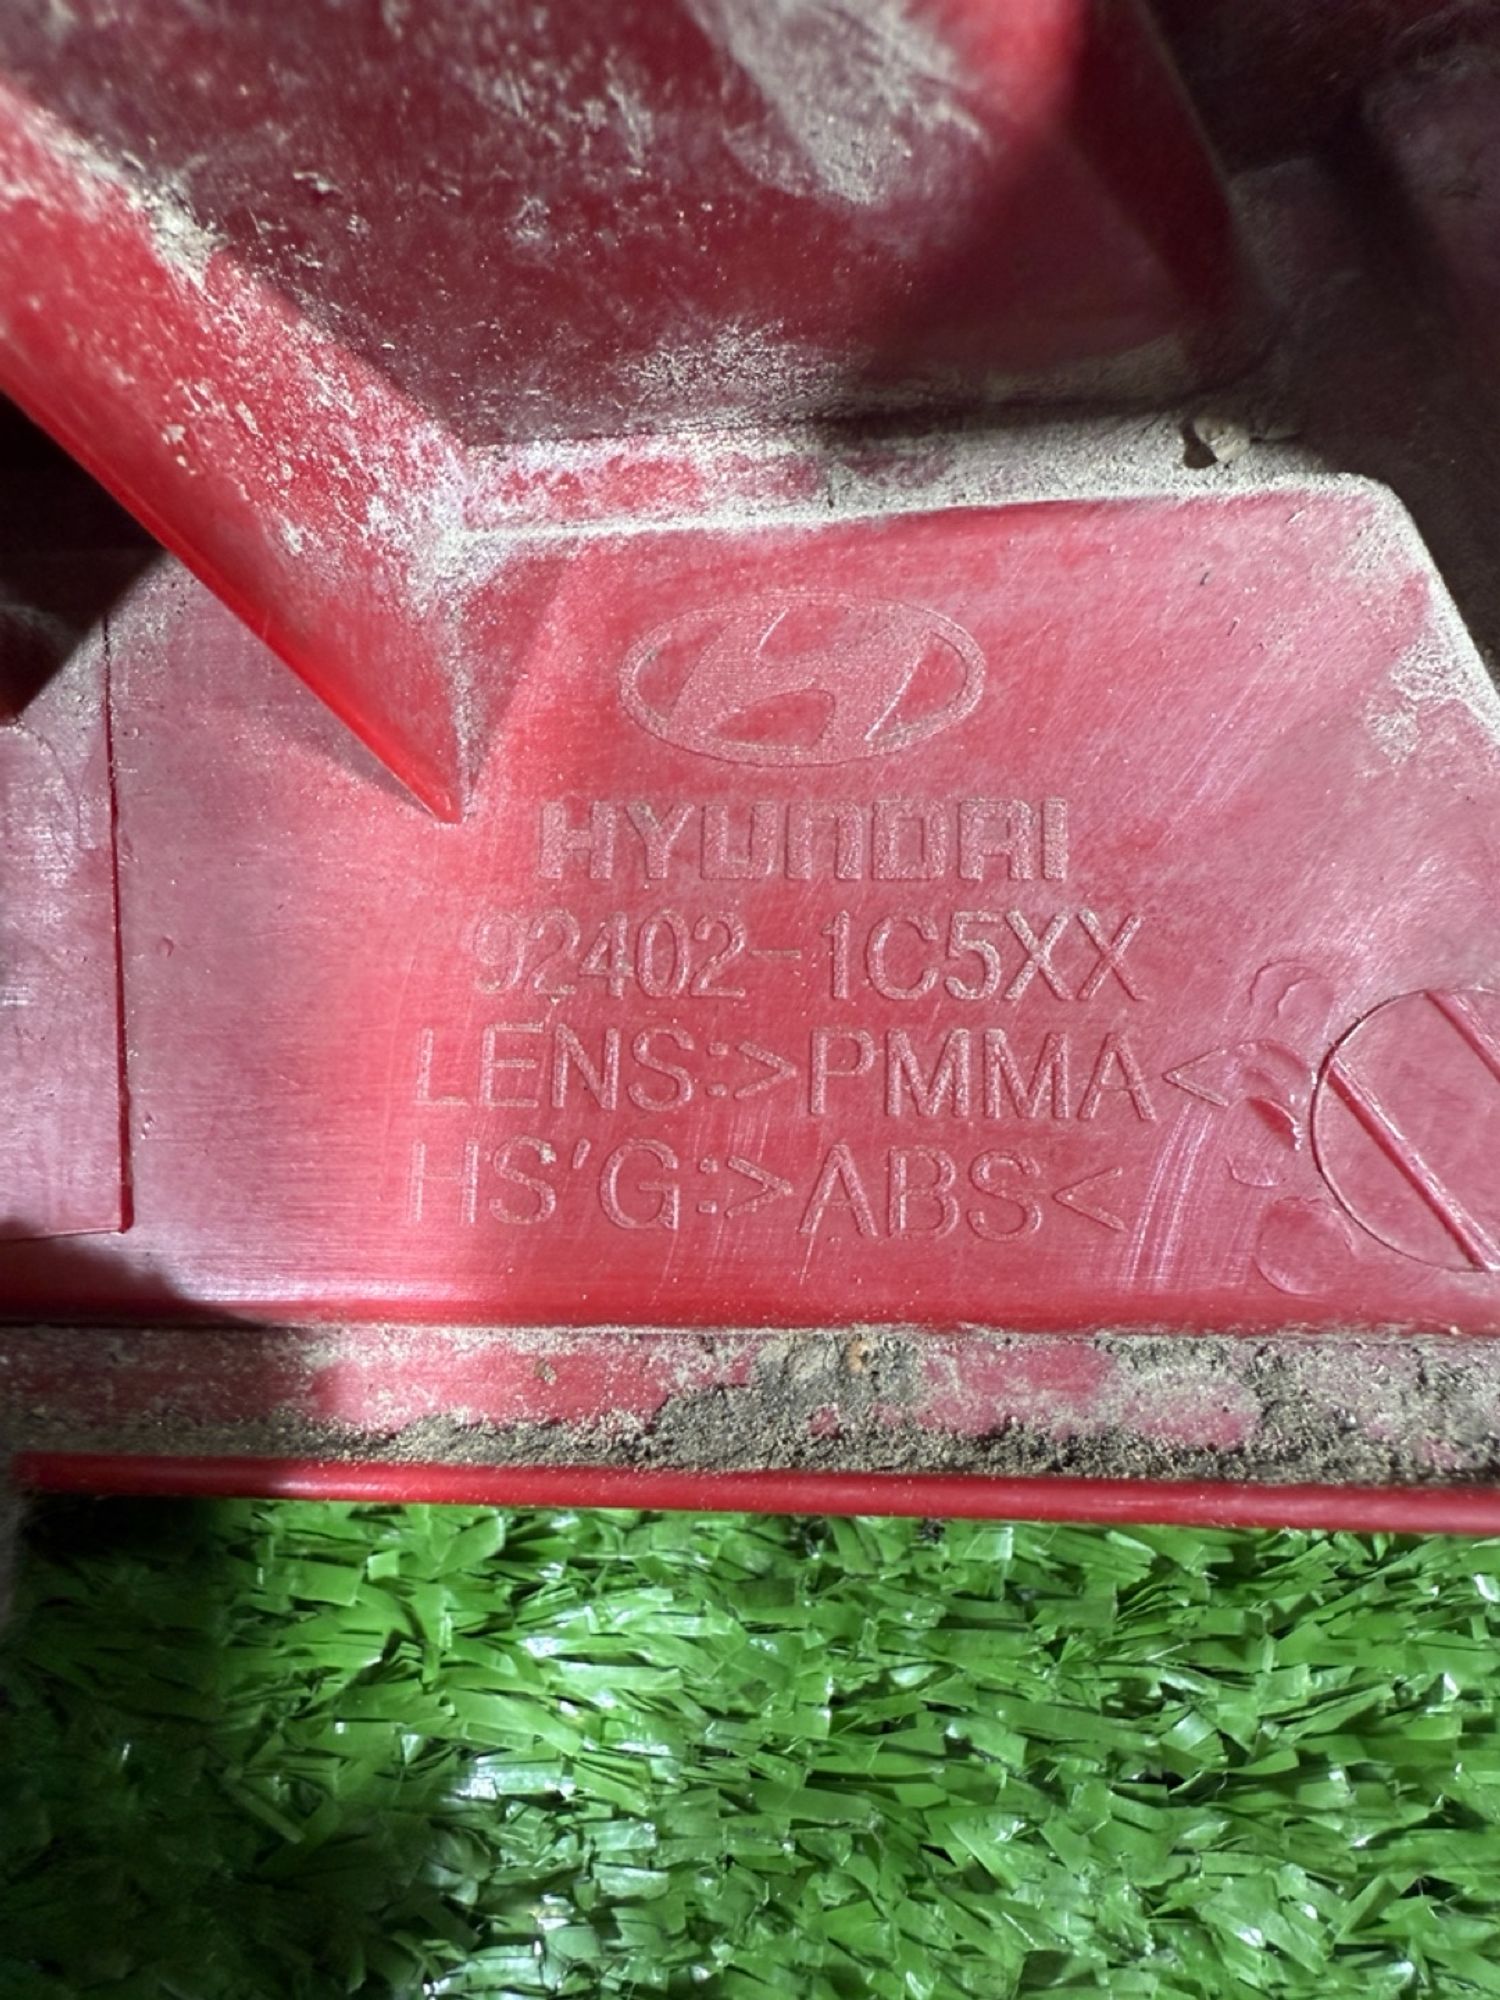 HYUNDAI
92402-1C5XX
LENS:>PMMA<
HS'G:>ABS<